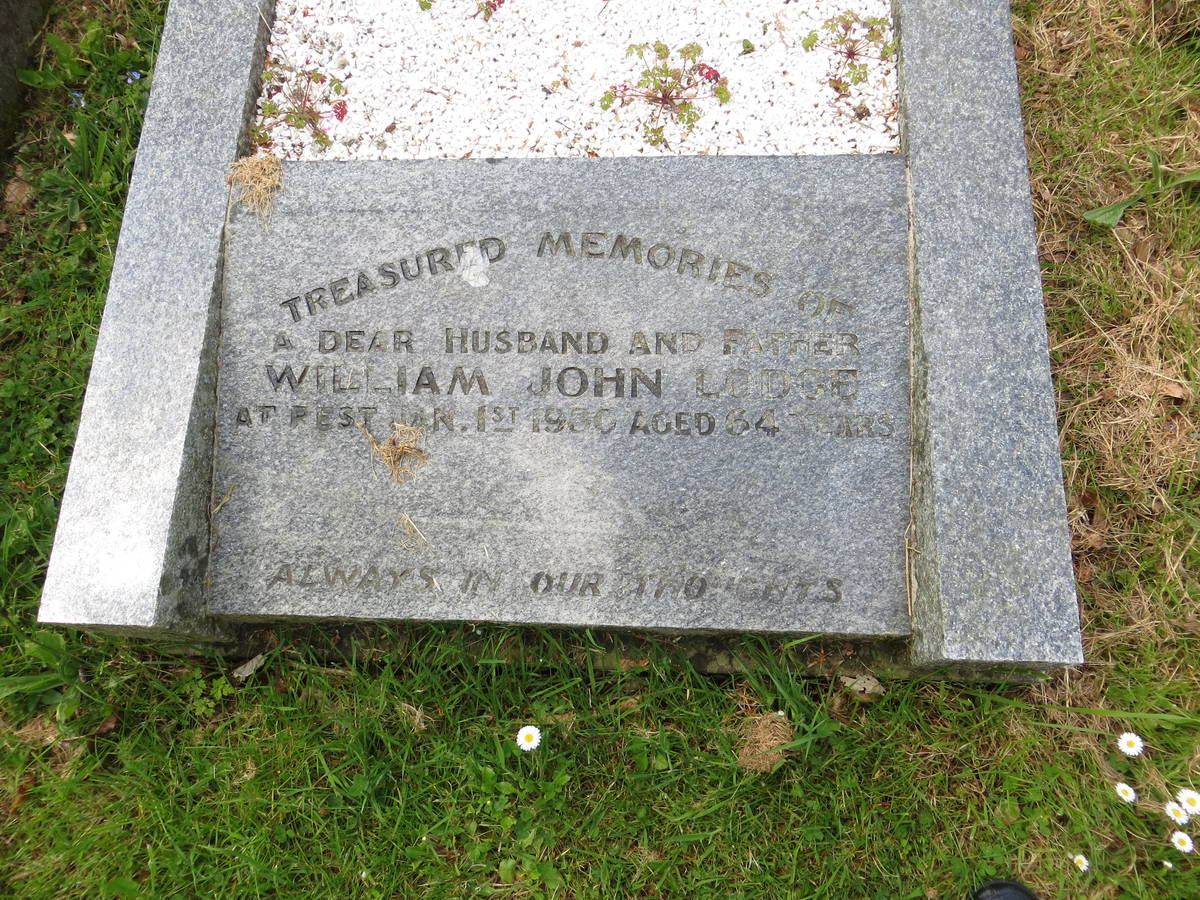 TREASURED MEMORIES OF
A DEAR HUSBAND AND FATHER
WILLIAM JOHN LODGE
AT REST JAN. 1ST AGED 64 YEARS
ALWAYS IN OUR THOUGHTS